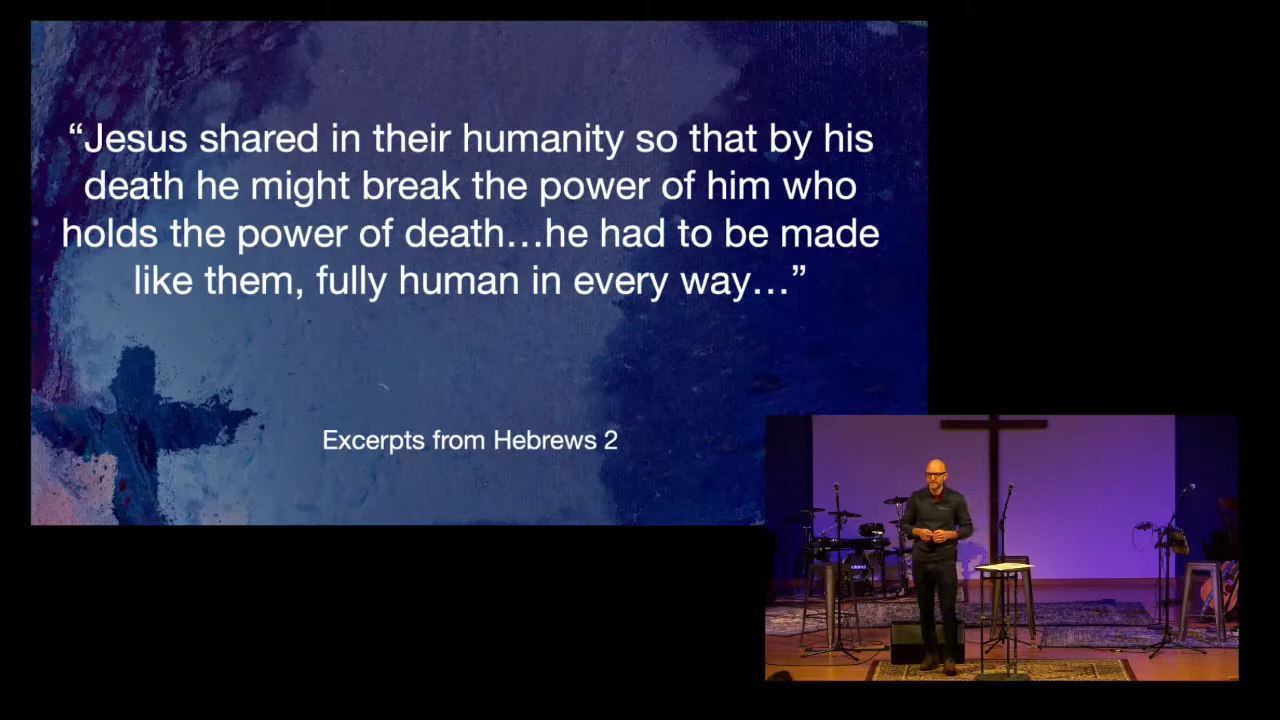 “Jesus shared in their humanity so that by his
death he might break the power of him who
holds the power of death…he had to be made
like them, fully human in every way…”
Excerpts from Hebrews 2
Roland